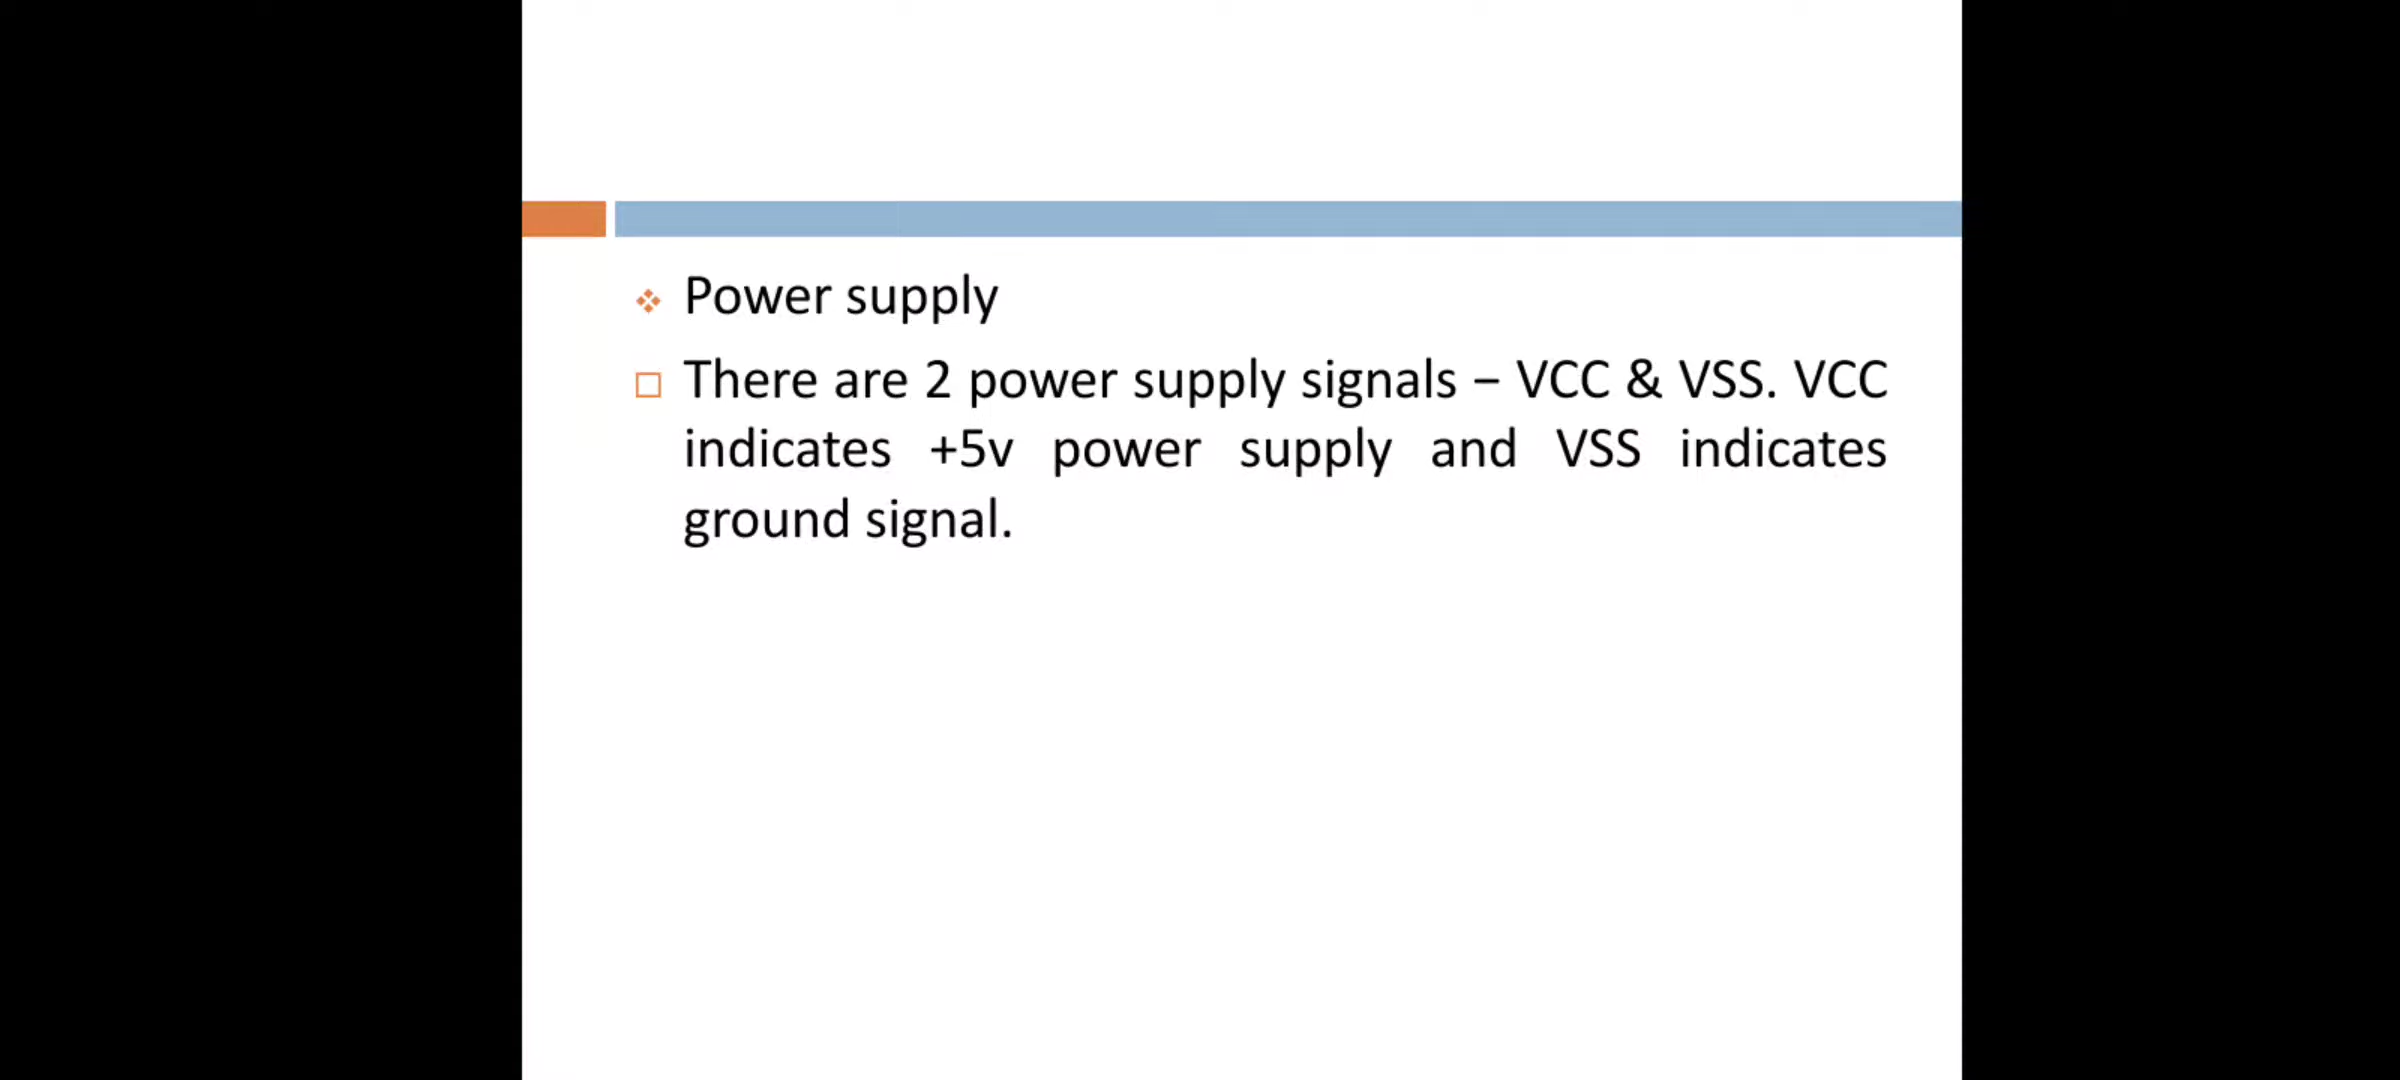 Power supply
There are 2 power supply signals – VCC & VSS. VCC
indicates +5v power supply and VSS indicates
ground signal.